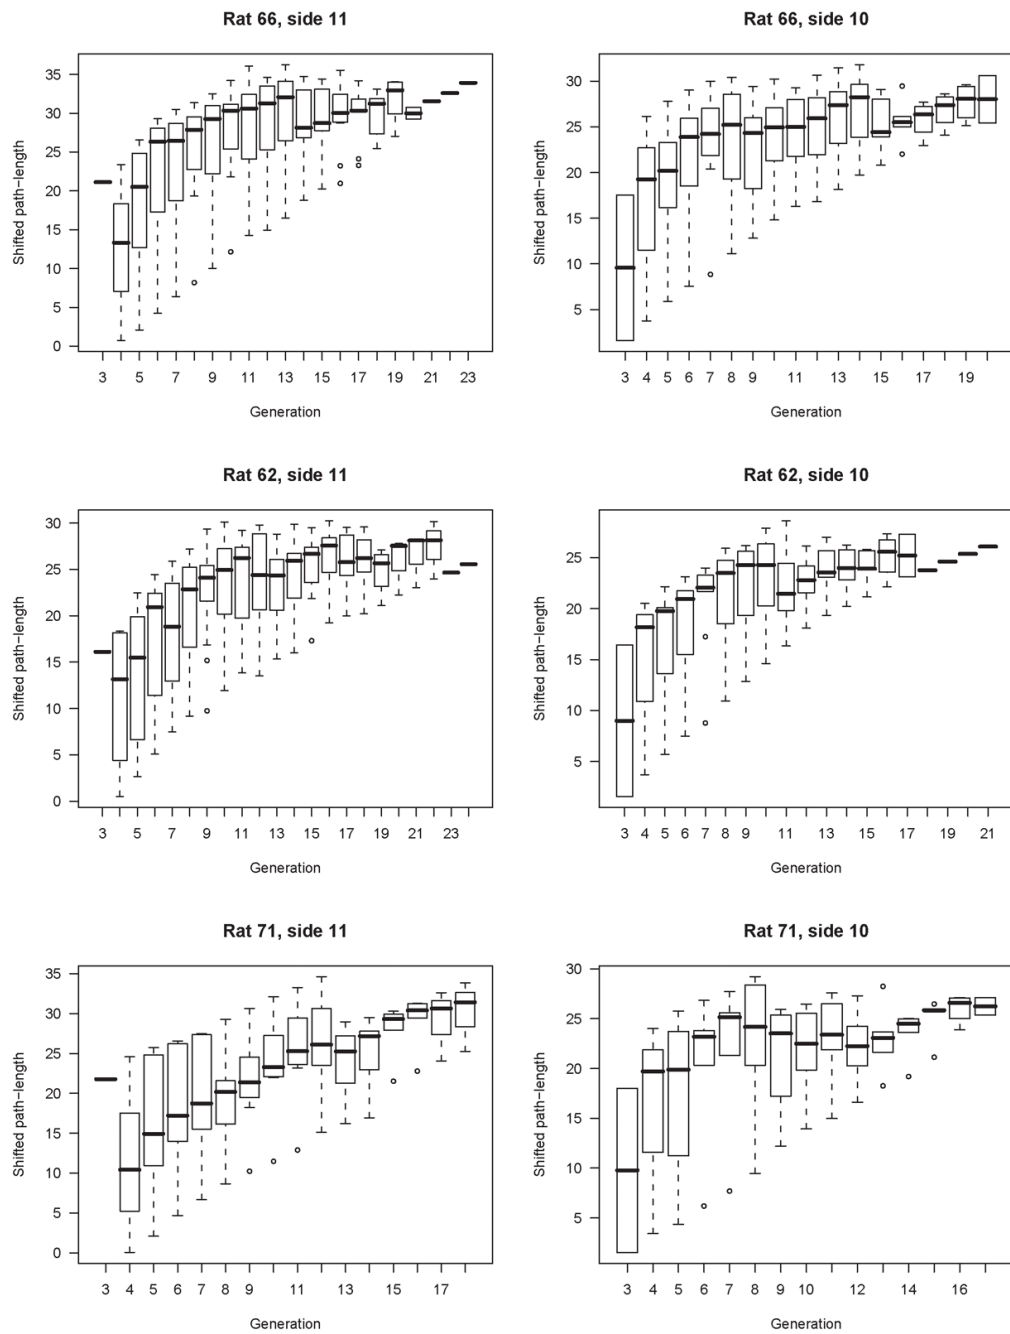 Rat 66, side 11
Shifted path-length
35
30
25
20
15
10
5
0
3 5 7 9 11 13 15 17 19 21 23
Generation
Rat 66, side 10
Shifted path-length
30
25
20
15
10
5
3 4 5 6 7 8 9 11 13 15 17 19
Generation
Rat 62, side 11
Shifted path-length
30
25
20
15
10
5
0
3 5 7 9 11 13 15 17 19 21 23
Generation
Rat 62, side 10
Shifted path-length
25
20
15
10
5
3 4 5 6 7 8 9 11 13 15 17 19 21
Generation
Rat 71, side 11
Shifted path-length
35
30
25
20
15
10
5
0
3 4 5 6 7 8 9 11 13 15 17
Generation
Rat 71, side 10
Shifted path-length
30
25
20
15
10
5
3 4 5 6 7 8 9 10 12 14 16
Generation